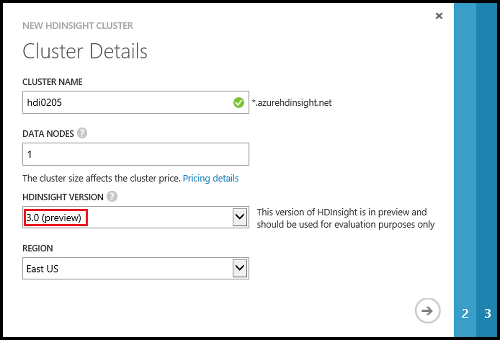 NEW HDINSIGHT CLUSTER
Cluster Details
CLUSTER NAME
hdi0205
*.azurehdinsight.net
DATA NODES ?
1
The cluster size affects the cluster price. Pricing details
HDINSIGHT VERSION ?
3.0 (preview)
This version of HDInsight is in preview and
should be used for evaluation purposes only
REGION
East US
2
3